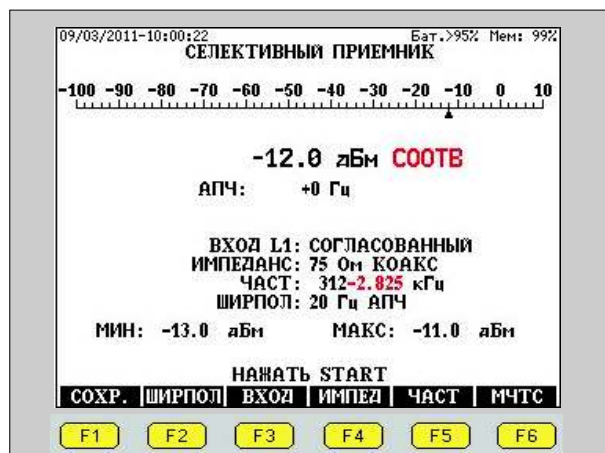 09/03/2011-10:00:22 Бат.>95% Мем: 99%
СЕЛЕКТИВНЫЙ ПРИЕМНИК
-100 -90 -80 -70 -60 -50 -40 -30 -20 -10 0 10
-12.0 дБм СООТВ
АПЧ: +0 Гц
ВХОД L1: СОГЛАСОВАННЫЙ
ИМПЕДАНС: 75 Ом КОАКС
ЧАСТ: 312-2.825 кГц
ШИРПОЛ: 20 Гц АПЧ
МИН: -13.0 дБм МАКС: -11.0 дБм
НАЖАТЬ START
СОХР. ШИРПОЛ ВХОД ИМПЕД ЧАСТ МЧТС
F1 F2 F3 F4 F5 F6